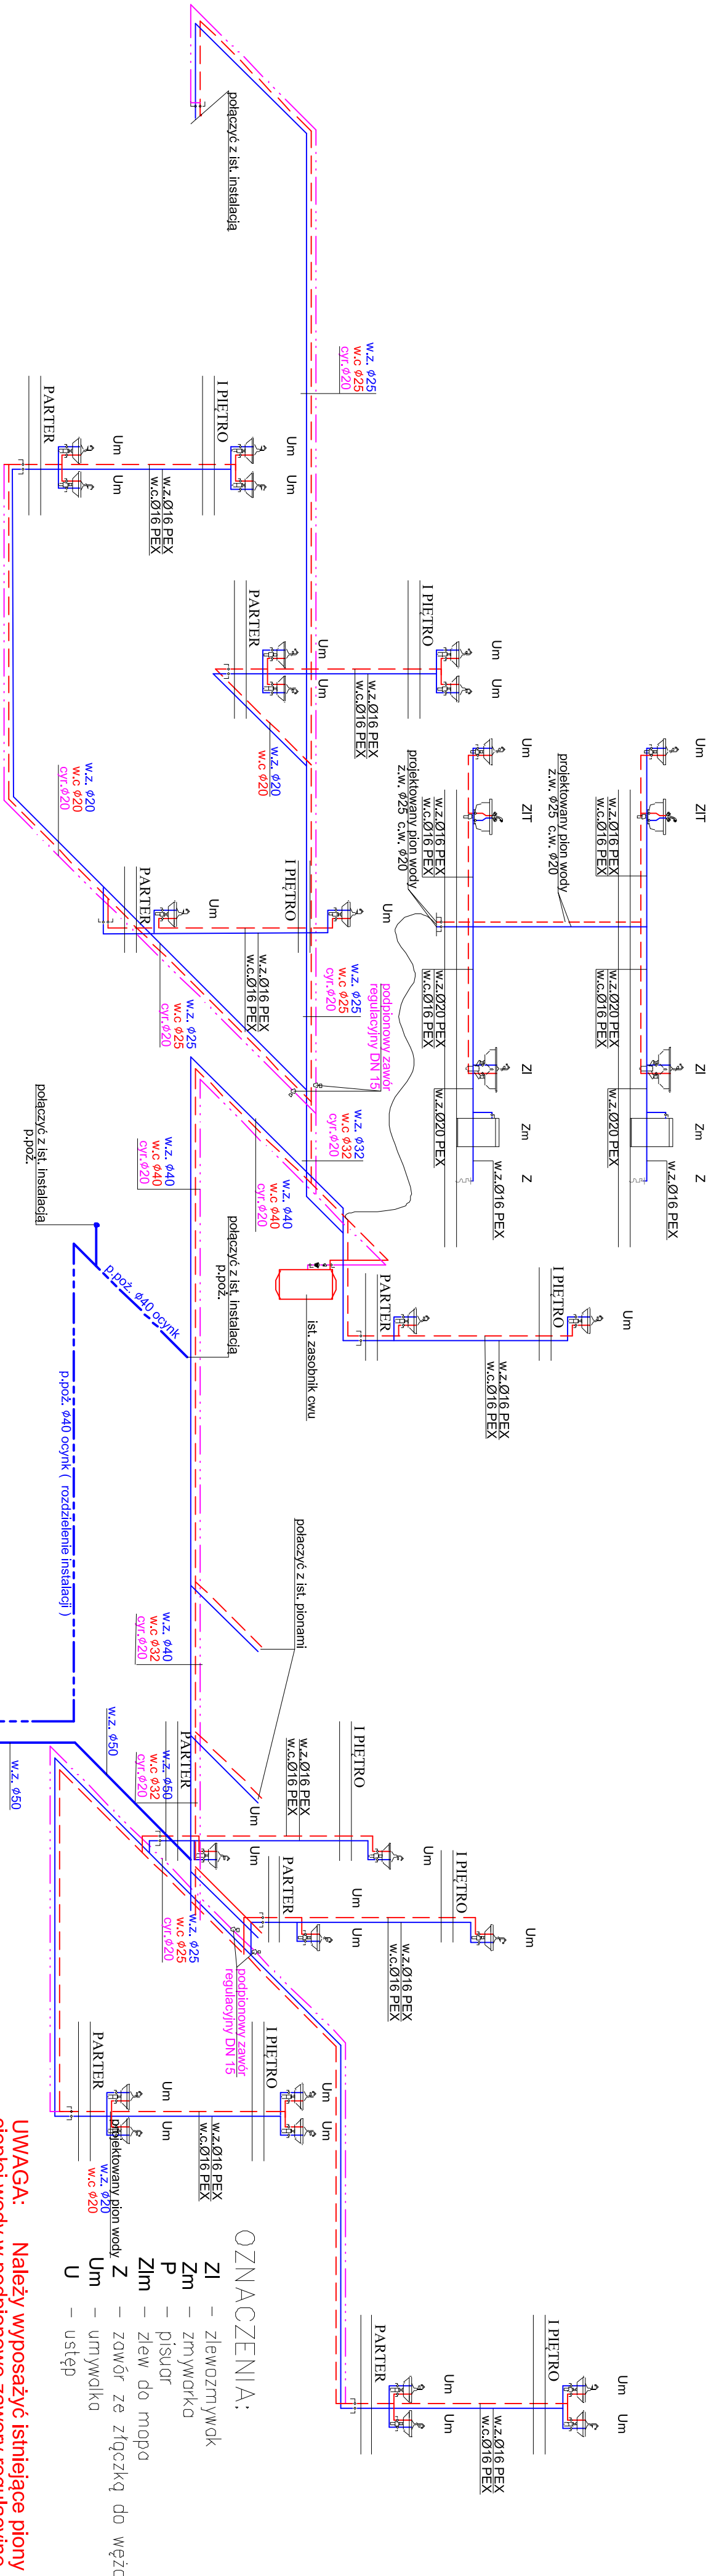 połączyć z ist. instalacją
w.z. ϕ25
w.c ϕ25
cyr.ϕ20
I PIĘTRO
PARTER
Um
Um
Um
Um
w.z.Ø16 PEX
w.c.Ø16 PEX
I PIĘTRO
PARTER
Um
Um
Um
Um
w.z.Ø16 PEX
w.c.Ø16 PEX
w.z. ϕ20
w.c ϕ20
w.z. ϕ20
w.c ϕ20
cyr.ϕ20
Um
ZlT
Zl
Zm
Z
w.z.Ø16 PEX
w.c.Ø16 PEX
projektowany pion wody
z.w. ϕ25 c.w. ϕ20
w.z.Ø20 PEX
w.c.Ø16 PEX
w.z.Ø20 PEX
w.z.Ø16 PEX
Um
ZlT
Zl
Zm
Z
w.z.Ø16 PEX
w.c.Ø16 PEX
projektowany pion wody
z.w. ϕ25 c.w. ϕ20
w.z.Ø20 PEX
w.c.Ø16 PEX
w.z.Ø20 PEX
w.z.Ø16 PEX
I PIĘTRO
PARTER
Um
Um
w.z.Ø16 PEX
w.c.Ø16 PEX
w.z. ϕ25
w.c ϕ25
cyr.ϕ20
podpionowy zawór
regulacyjny DN 15
w.z. ϕ25
w.c ϕ25
cyr.ϕ20
w.z. ϕ32
w.c ϕ32
cyr.ϕ20
w.z. ϕ40
w.c ϕ40
cyr.ϕ20
w.z. ϕ40
w.c ϕ40
cyr.ϕ20
połączyć z ist. instalacją
p.poż.
połączyć z ist. instalacją
p.poż.
p.poż. ϕ40 ocynk
p.poż. ϕ40 ocynk ( rozdzielenie instalacji )
ist. zasobnik cwu
I PIĘTRO
PARTER
Um
w.z.Ø16 PEX
w.c.Ø16 PEX
połaczyć z ist. pionami
w.z. ϕ40
w.c ϕ32
cyr.ϕ20
w.z. ϕ50
w.c ϕ32
cyr.ϕ20
w.z. ϕ50
w.z. ϕ50
I PIĘTRO
PARTER
Um
Um
Um
w.z.Ø16 PEX
w.c.Ø16 PEX
I PIĘTRO
PARTER
Um
Um
Um
w.z.Ø16 PEX
w.c.Ø16 PEX
w.z. ϕ25
w.c ϕ25
cyr.ϕ20
podpionowy zawór
regulacyjny DN 15
I PIĘTRO
PARTER
Um
Um
Um
Um
w.z.Ø16 PEX
w.c.Ø16 PEX
projektowany pion wody
w.z. ϕ20
w.c ϕ20
I PIĘTRO
PARTER
Um
Um
Um
Um
w.z.Ø16 PEX
w.c.Ø16 PEX
OZNACZENIA:
Zl - zlewozmywak
Zm - zmywarka
P - pisuar
Zlm - zlew do mopa
Z - zawór ze złączką do węża
Um - umywalka
U - ustęp
UWAGA: Należy wyposażyć istniejące piony
ciepłej wody w podpionowe zawory regulacyjne